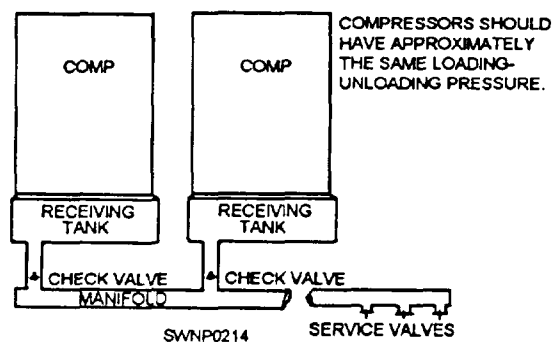 COMPRESSORS SHOULD
HAVE APPROXIMATELY
THE SAME LOADING-
UNLOADING PRESSURE.
COMP
COMP
RECEIVING
TANK
RECEIVING
TANK
CHECK VALVE
CHECK VALVE
MANIFOLD
SERVICE VALVES
SWNP0214